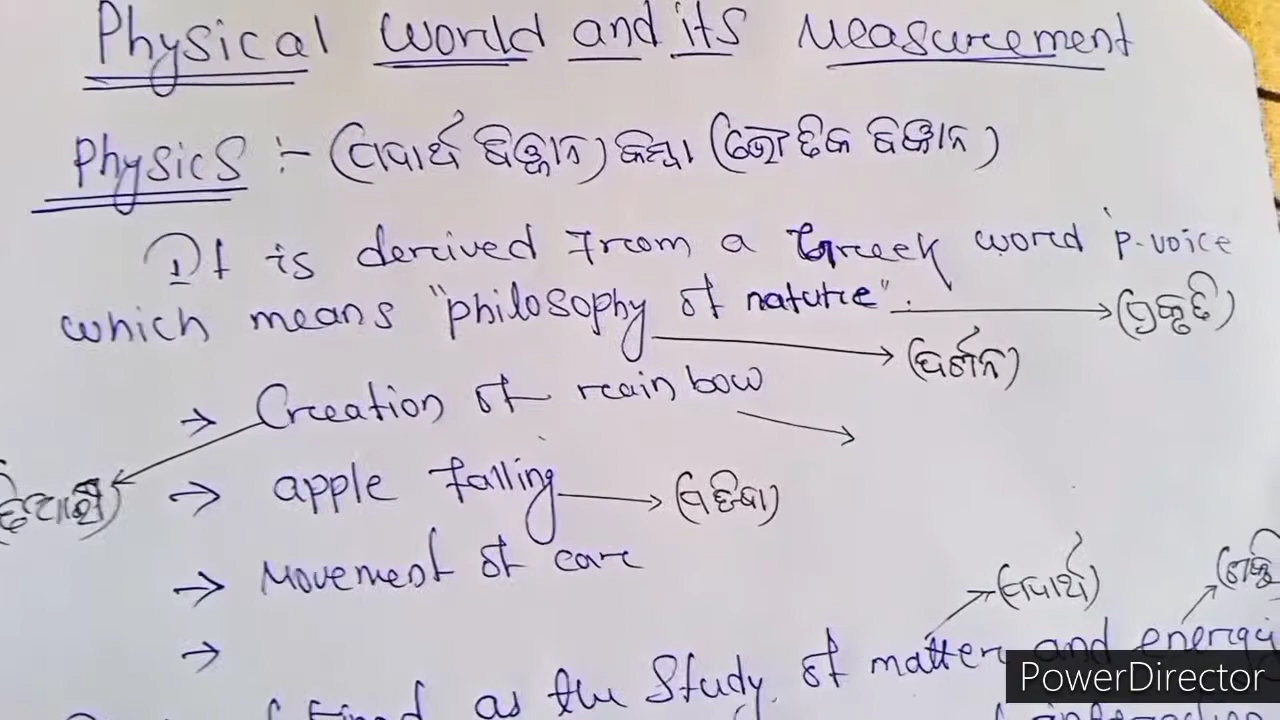 Physical world and its Measurement
Physics :- (ପଦାର୍ଥ ବିଜ୍ଞାନ) କିମ୍ବା (ଭୌତିକ ବିଜ୍ଞାନ)
It is derived from a Greek word p-voice
which means "philosophy of nature". → (ପ୍ରକୃତି)
→ (ଦର୍ଶନ)
→ Creation of rainbow →
→ apple falling → (ପଡିବା)
→ Movement of car
→ (ପଦାର୍ଥ) (ଶକ୍ତି
as the Study of matter and energy
PowerDirector